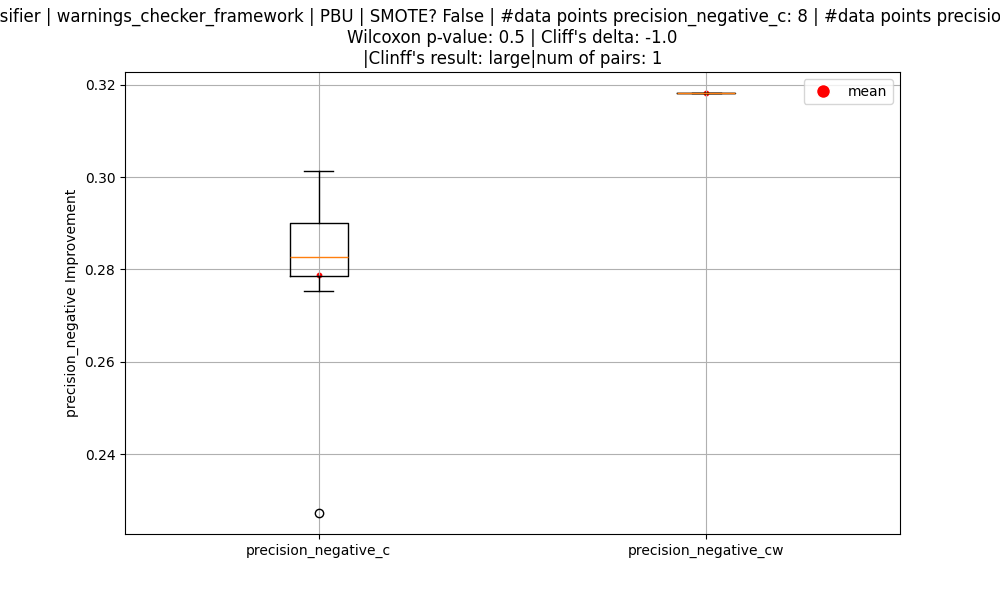 sifier | warnings_checker_framework | PBU | SMOTE? False | #data points precision_negative_c: 8 | #data points precisio
Wilcoxon p-value: 0.5 | Cliff's delta: -1.0
|Clinff's result: large|num of pairs: 1
0.32
mean
0.30
0.28
0.26
0.24
precision_negative Improvement
precision_negative_c
precision_negative_cw